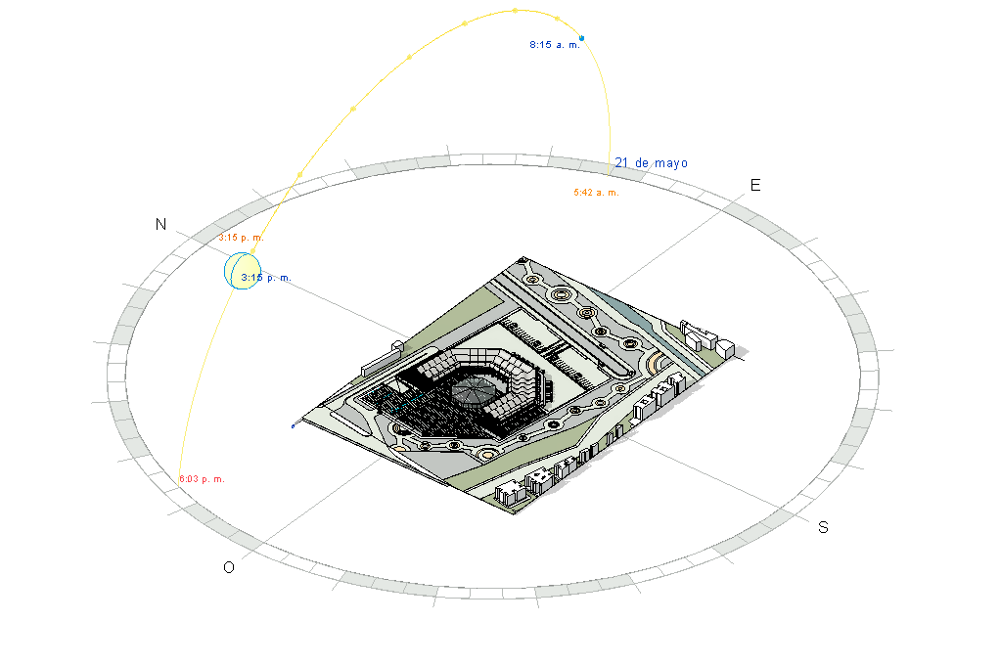 8:15 a. m.
21 de mayo
E
5:42 a. m.
N
3:15 p. m.
3:15 p. m.
6:03 p. m.
S
O